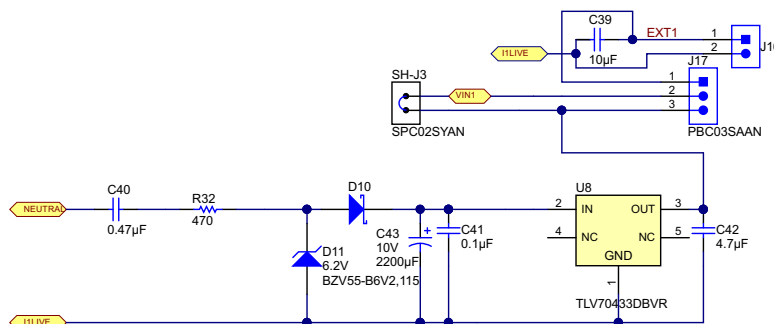 C39
EXT1
1
2
I1LIVE
10µF
J17
SH-J3
1
VIN1
2
3
SPC02SYAN
PBC03SAAN
U8
C40
R32
D10
NEUTRAL
2
IN
OUT
3
0.47µF
470
C43
10V
2200µF
+
C41
0.1µF
4
NC
NC
5
C42
4.7µF
D11
6.2V
BZV55-B6V2,115
GND
1
TLV70433DBVR
I1LIVE